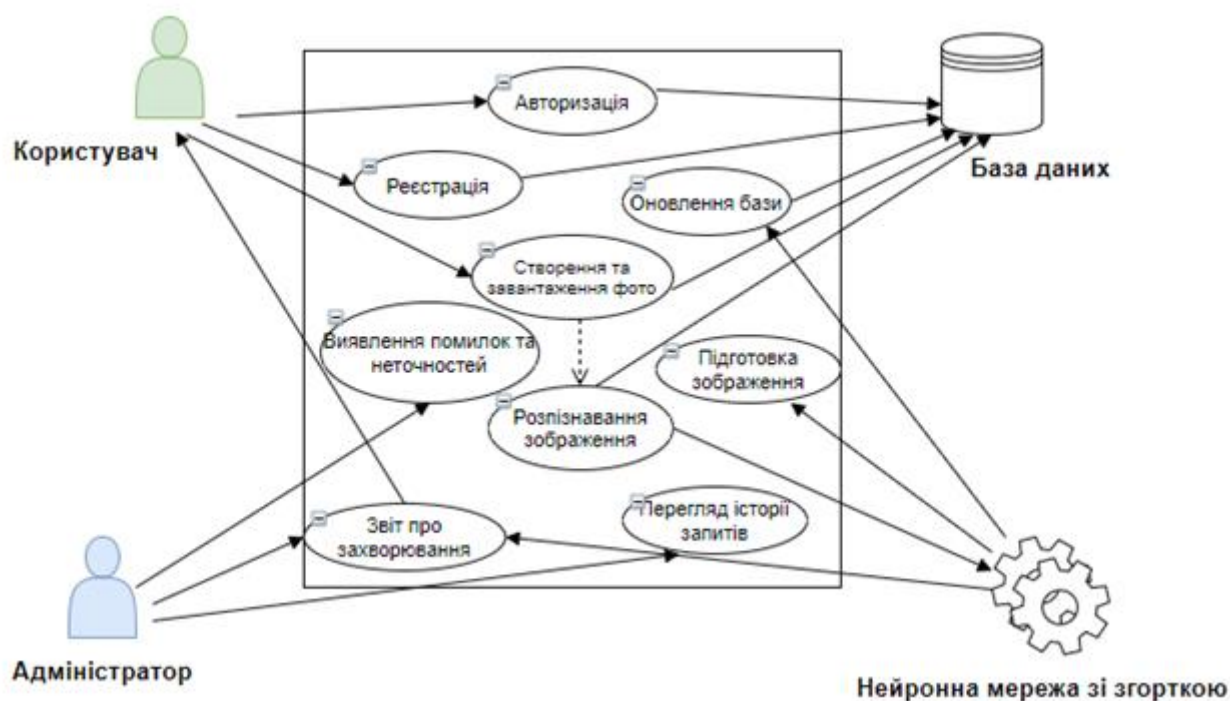 Авторизація
Користувач
Реєстрація
База даних
Оновлення бази
Створення та
завантаження фото
Виявлення помилок та
неточностей
Підготовка
зображення
Розпізнавання
зображення
Звіт про
захворювання
Перегляд історії
запитів
Адміністратор
Нейронна мережа зі згорткою